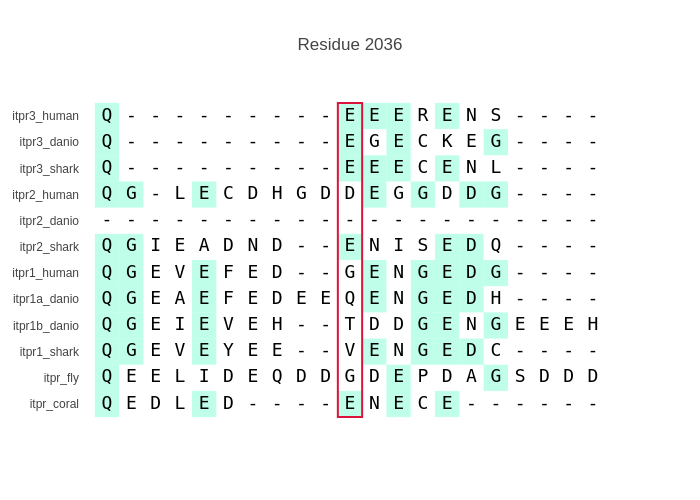 Residue 2036
itpr3_human Q - - - - - - - - - E E E R E N S - - - -
itpr3_danio Q - - - - - - - - - E G E C K E G - - - -
itpr3_shark Q - - - - - - - - - E E E C E N L - - - -
itpr2_human Q G - L E C D H G D D E G G D D G - - - -
itpr2_danio - - - - - - - - - - - - - - - - - - - - -
itpr2_shark Q G I E A D N D - - E N I S E D Q - - - -
itpr1_human Q G E V E F E D - - G E N G E D G - - - -
itpr1a_danio Q G E A E F E D E E Q E N G E D H - - - -
itpr1b_danio Q G E I E V E H - - T D D G E N G E E E H
itpr1_shark Q G E V E Y E E - - V E N G E D C - - - -
itpr_fly Q E E L I D E Q D D G D E P D A G S D D D
itpr_coral Q E D L E D - - - - E N E C E - - - - - -